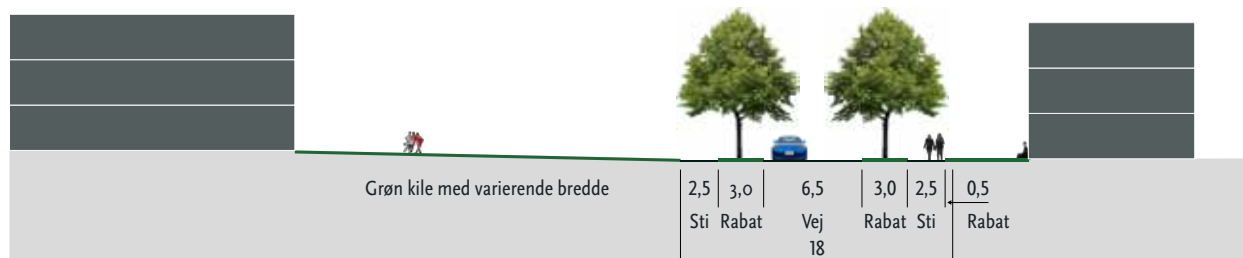 Grøn kile med varierende bredde
2,5 3,0 6,5 3,0 2,5 0,5
Sti Rabat Vej Rabat Sti Rabat
18